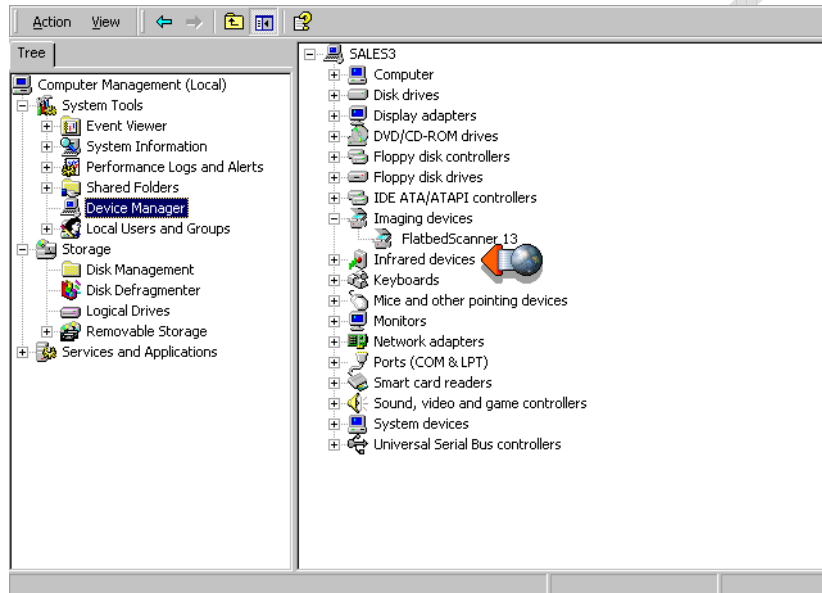 Action View
Tree
Computer Management (Local)
System Tools
Event Viewer
System Information
Performance Logs and Alerts
Shared Folders
Device Manager
Local Users and Groups
Storage
Disk Management
Disk Defragmenter
Logical Drives
Removable Storage
Services and Applications
SALES3
Computer
Disk drives
Display adapters
DVD/CD-ROM drives
Floppy disk controllers
Floppy disk drives
IDE ATA/ATAPI controllers
Imaging devices
FlatbedScanner 13
Infrared devices
Keyboards
Mice and other pointing devices
Monitors
Network adapters
Ports (COM & LPT)
Smart card readers
Sound, video and game controllers
System devices
Universal Serial Bus controllers